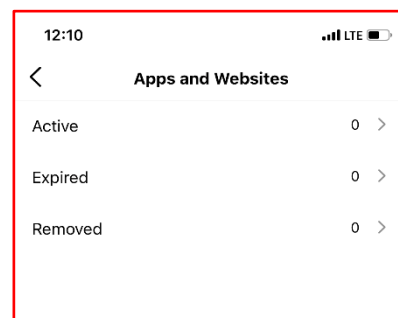 12:10 LTE
Apps and Websites
Active 0
Expired 0
Removed 0